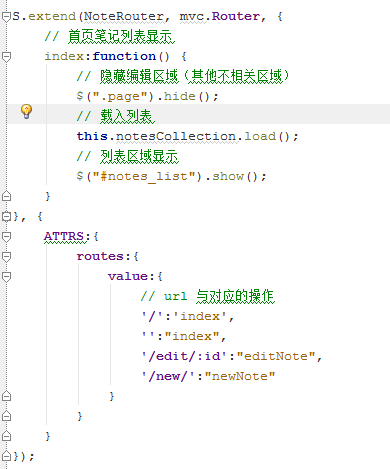 S.extend(NoteRouter, mvc.Router, {
    // 首页笔记列表显示
    index:function() {
        // 隐藏编辑区域（其他不相关区域）
        $(".page").hide();
        // 载入列表
        this.notesCollection.load();
        // 列表区域显示
        $("#notes_list").show();
    }
}, {
    ATTRS:{
        routes:{
            value:{
                // url 与对应的操作
                '/':'index',
                '':"index",
                '/edit/:id':"editNote",
                '/new/':"newNote"
            }
        }
    }
});